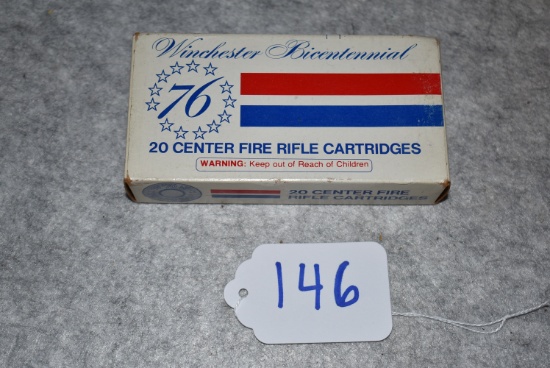 Winchester Bicentennial
76
20 CENTER FIRE RIFLE CARTRIDGES
WARNING: Keep out of Reach of Children
20 CENTER FIRE
RIFLE CARTRIDGES
146